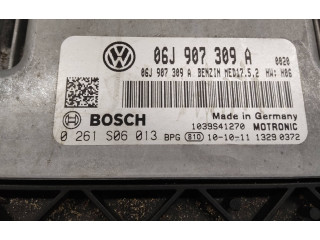 06J 907 309 A 0020
06J 907 309 A BENZIN MED17.5.2 HW: H06
BOSCH Made in Germany
1039S41270 MOTRONIC
0 261 S06 013 BPG 810 10-10-11 1329 0372